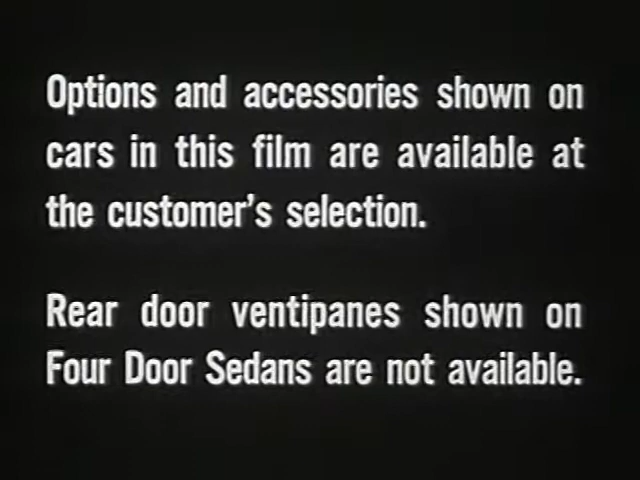 Options and accessories shown on
cars in this film are available at
the customer's selection.
Rear door ventipanes shown on
Four Door Sedans are not available.